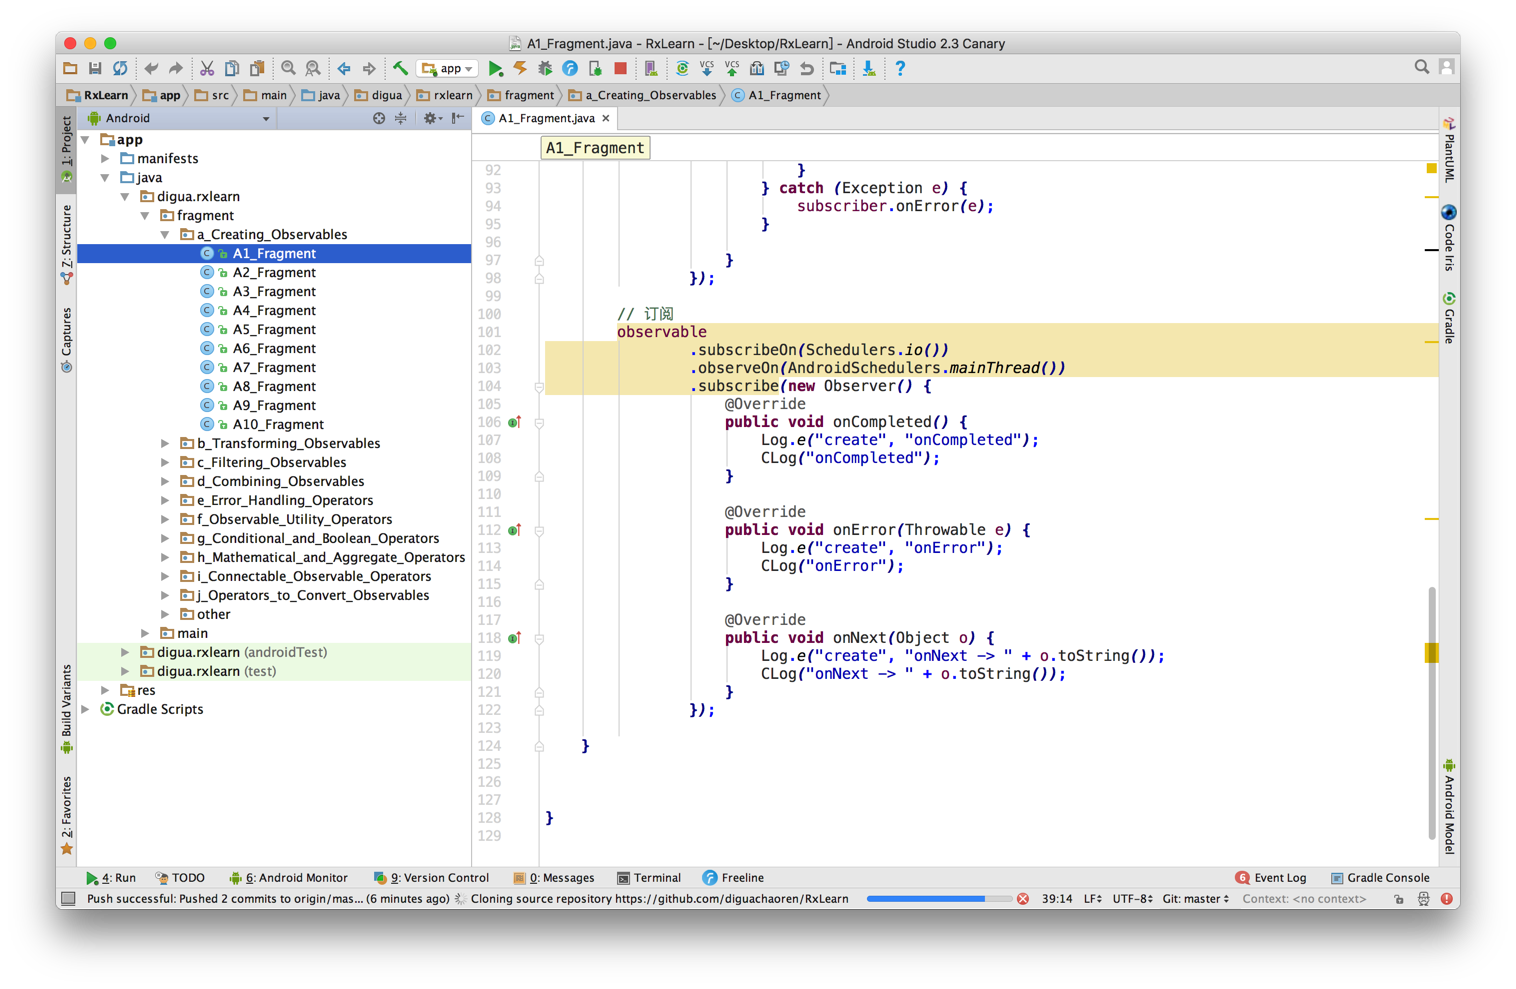 A1_Fragment.java - RxLearn - [~/Desktop/RxLearn] - Android Studio 2.3 Canary
app
VCS VCS
?
RxLearn app src main java digua rxlearn fragment a_Creating_Observables A1_Fragment
Android
A1_Fragment.java
1: Project
Z: Structure
Captures
Build Variants
2: Favorites
app
manifests
java
digua.rxlearn
fragment
a_Creating_Observables
A1_Fragment
A2_Fragment
A3_Fragment
A4_Fragment
A5_Fragment
A6_Fragment
A7_Fragment
A8_Fragment
A9_Fragment
A10_Fragment
b_Transforming_Observables
c_Filtering_Observables
d_Combining_Observables
e_Error_Handling_Operators
f_Observable_Utility_Operators
g_Conditional_and_Boolean_Operators
h_Mathematical_and_Aggregate_Operators
i_Connectable_Observable_Operators
j_Operators_to_Convert_Observables
other
main
digua.rxlearn (androidTest)
digua.rxlearn (test)
res
Gradle Scripts
A1_Fragment
92 }
93 } catch (Exception e) {
94 subscriber.onError(e);
95 }
96
97 }
98 });
99
100 // 订阅
101 observable
102 .subscribeOn(Schedulers.io())
103 .observeOn(AndroidSchedulers.mainThread())
104 .subscribe(new Observer() {
105 @Override
106 public void onCompleted() {
107 Log.e("create", "onCompleted");
108 CLog("onCompleted");
109 }
110
111 @Override
112 public void onError(Throwable e) {
113 Log.e("create", "onError");
114 CLog("onError");
115 }
116
117 @Override
118 public void onNext(Object o) {
119 Log.e("create", "onNext -> " + o.toString());
120 CLog("onNext -> " + o.toString());
121 }
122 });
123
124 }
125
126
127
128 }
129
PlantUML
Code Iris
Gradle
Android Model
4: Run TODO 6: Android Monitor 9: Version Control 0: Messages Terminal Freeline 6 Event Log Gradle Console
Push successful: Pushed 2 commits to origin/mas... (6 minutes ago) Cloning source repository https://github.com/diguachaoren/RxLearn 39:14 LF UTF-8 Git: master Context: <no context>